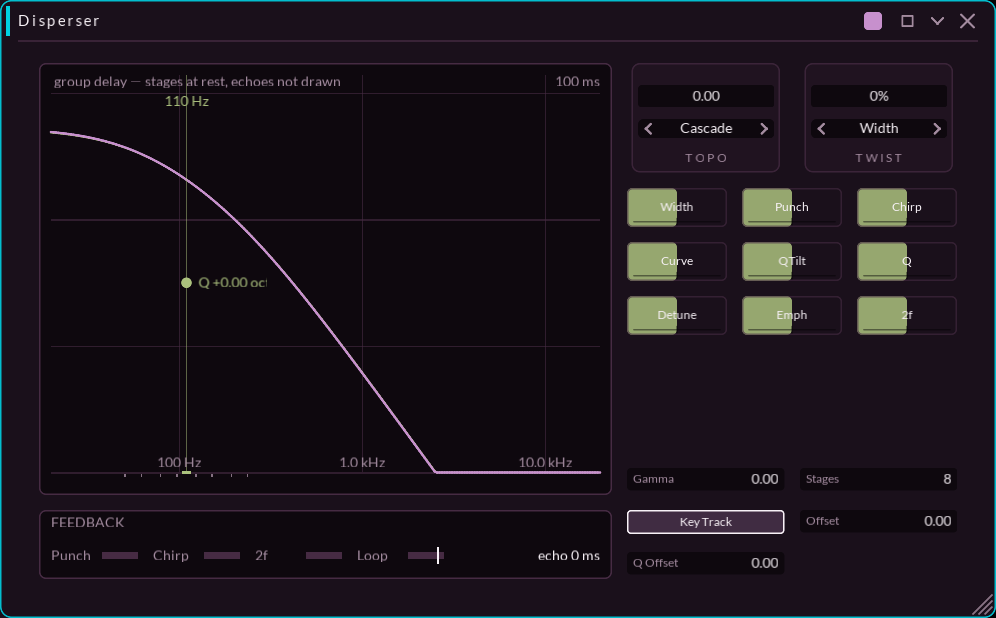 Disperser
group delay — stages at rest, echoes not drawn
100 ms
110 Hz
Q +0.00 oct
100 Hz
1.0 kHz
10.0 kHz
FEEDBACK
Punch
Chirp
2f
Loop
echo 0 ms
0.00
Cascade
TOPO
0%
Width
TWIST
Width
Punch
Chirp
Curve
QTilt
Q
Detune
Emph
2f
Gamma 0.00
Stages 8
Key Track
Offset 0.00
Q Offset 0.00